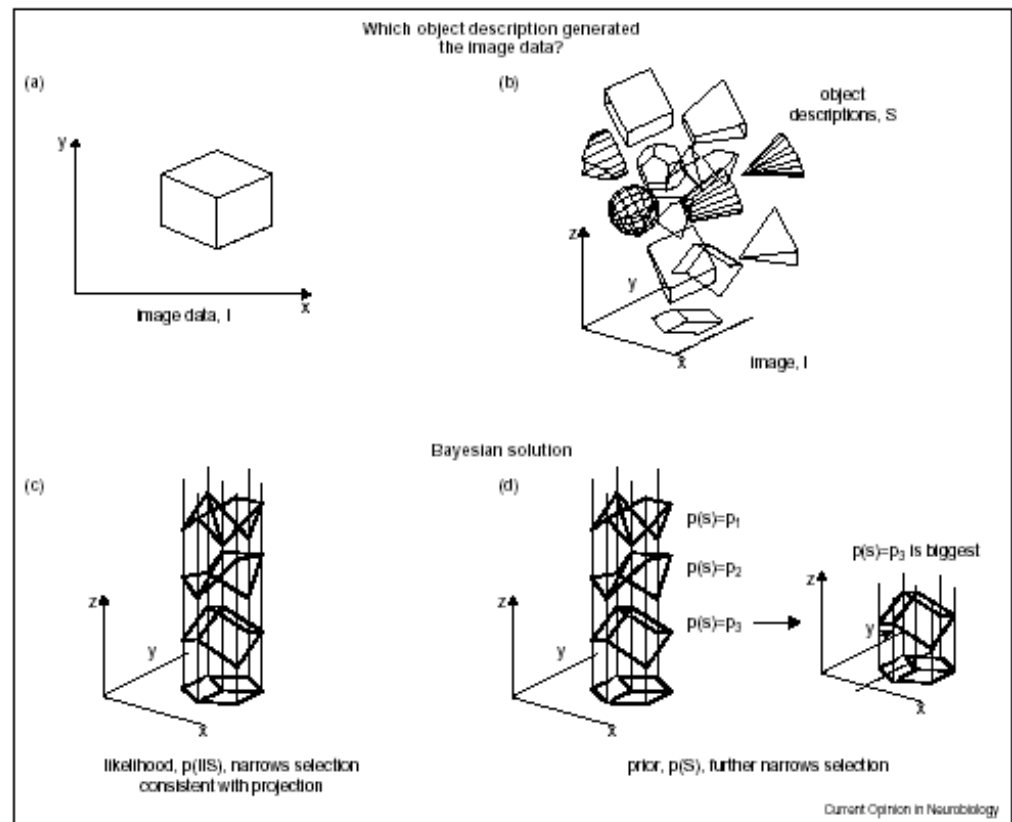 Which object description generated
the image data?
(a)
y
x
image data, I
(b)
object
descriptions, S
z
y
x
image, I
Bayesian solution
(c)
z
y
x
likelihood, p(I|S), narrows selection
consistent with projection
(d)
p(s)=p₁
p(s)=p₂
p(s)=p₃
z
y
x
p(s)=p₃ is biggest
z
y
x
prior, p(S), further narrows selection
Current Opinion in Neurobiology